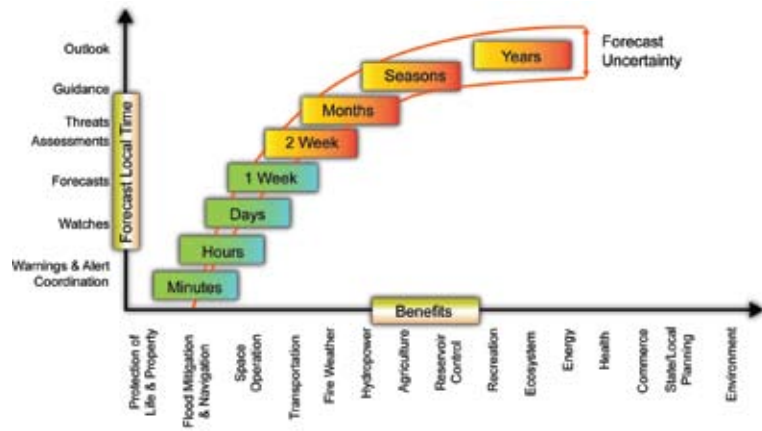 Outlook
Guidance
Threats
Assessments
Forecasts
Watches
Warnings & Alert
Coordination
Forecast Local Time
Years
Seasons
Months
2 Week
1 Week
Days
Hours
Minutes
Forecast
Uncertainty
Benefits
Protection of
Life & Property
Flood Mitigation
& Navigation
Space
Operation
Transportation
Fire Weather
Hydropower
Agriculture
Reservoir
Control
Recreation
Ecosystem
Energy
Health
Commerce
State/Local
Planning
Environment